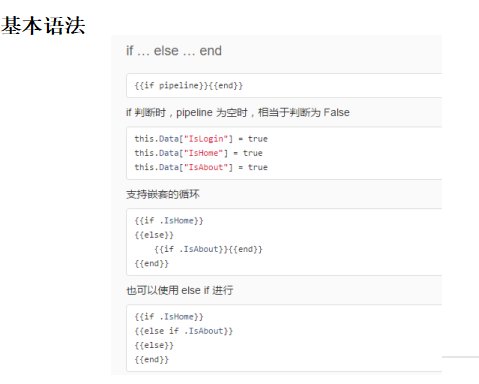 基本语法
if … else … end
{{if pipeline}}{{end}}
if 判断时，pipeline 为空时，相当于判断为 False
this.Data["IsLogin"] = true
this.Data["IsHome"] = true
this.Data["IsAbout"] = true
支持嵌套的循环
{{if .IsHome}}
{{else}}
    {{if .IsAbout}}{{end}}
{{end}}
也可以使用 else if 进行
{{if .IsHome}}
{{else if .IsAbout}}
{{else}}
{{end}}